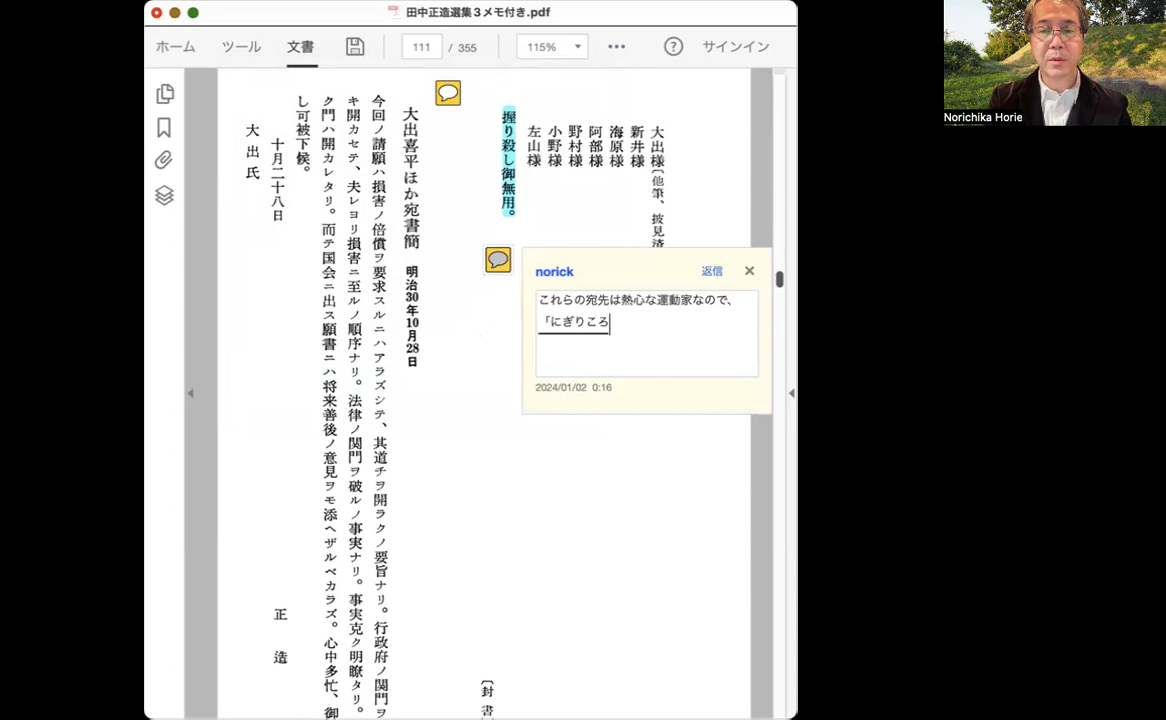 田中正造選集3メモ付き.pdf
ホーム
ツール
文書
111
/ 355
115%
サインイン
大出様〔他筆、披見済
新井様
海原様
阿部様
野村様
小野様
左山様
握り殺し御無用。
〔封書
大出喜平ほか宛書簡 明治30年10月28日
今回ノ請願ハ損害ノ倍償ヲ要求スルニハアラズシテ、其道チヲ開ラクノ要旨ナリ。行政府ノ関門ヲ
キ開カセテ、夫レヨリ損害ニ至ルノ順序ナリ。法律ノ関門ヲ破ルノ事実ナリ。事実克ク明瞭タリ。
ク門ハ開カレタリ。而テ国会ニ出ス願書ニハ将来善後ノ意見ヲモ添ヘザルベカラズ。心中多忙、御
し可被下候。
十月二十八日
正造
大出氏
norick
返信
これらの宛先は熱心な運動家なので、
「にぎりころ
2024/01/02 0:16
Norichika Horie